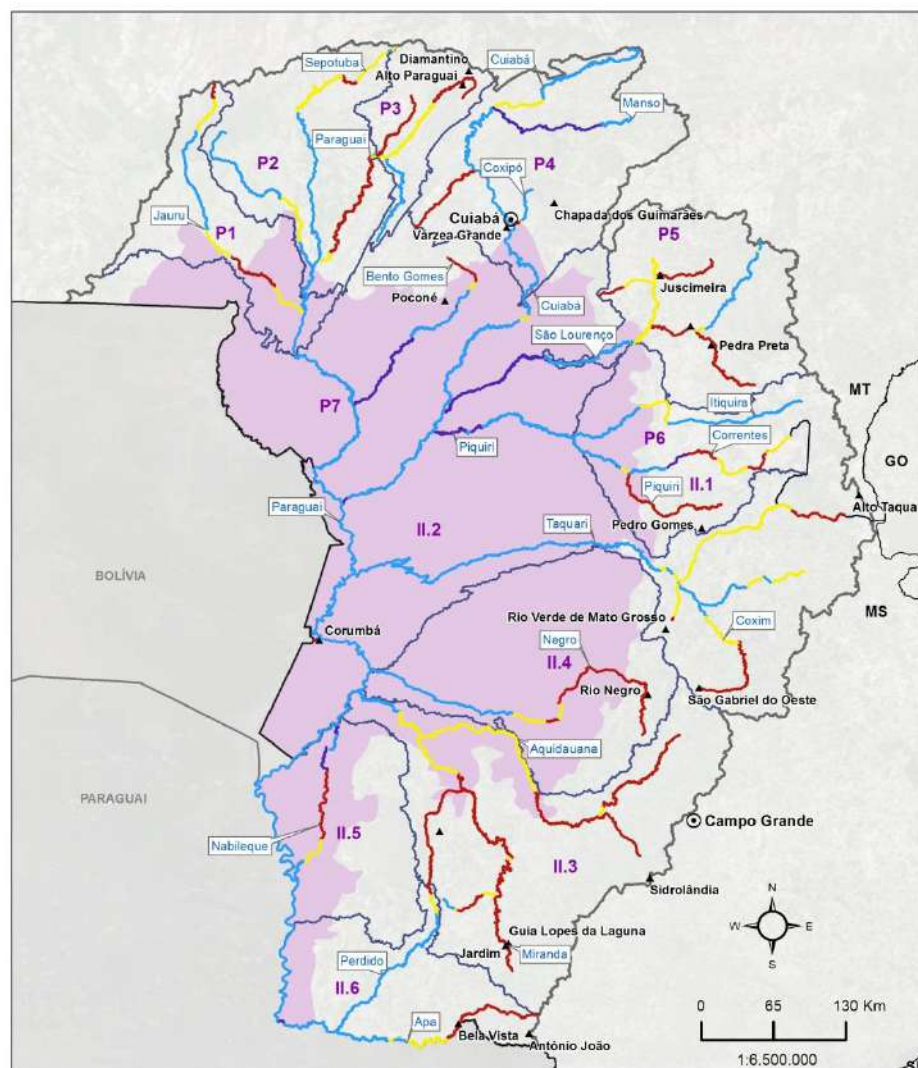 Sepotuba
Diamantino
Alto Paraguai
Cuiabá
P3
Manso
Paraguai
P2
P4
Coxipó
Cuiabá
Várzea Grande
Chapada dos Guimarães
Jauru
P1
P5
Bento Gomes
Juscimeira
Poconé
Cuiabá
São Lourenço
Pedra Preta
MT
P7
Itiquira
P6
Correntes
Piquiri
GO
II.1
Piquiri
Paraguai
Alto Taqua
II.2
Taquari
Pedro Gomes
BOLÍVIA
MS
Rio Verde de Mato Grosso
Coxim
Corumbá
Negro
II.4
Rio Negro
São Gabriel do Oeste
Aquidauana
PARAGUAI
Campo Grande
II.5
Nabileque
II.3
Sidrolândia
N
W
E
S
Guia Lopes da Laguna
Jardim
Miranda
Perdido
II.6
0 65 130 Km
Apa
Bela Vista
Antônio João
1:6.500.000